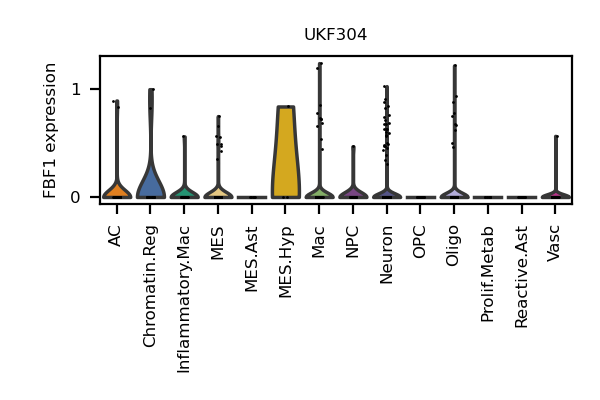 UKF304
FBF1 expression
1
0
AC
Chromatin.Reg
Inflammatory.Mac
MES
MES.Ast
MES.Hyp
Mac
NPC
Neuron
OPC
Oligo
Prolif.Metab
Reactive.Ast
Vasc